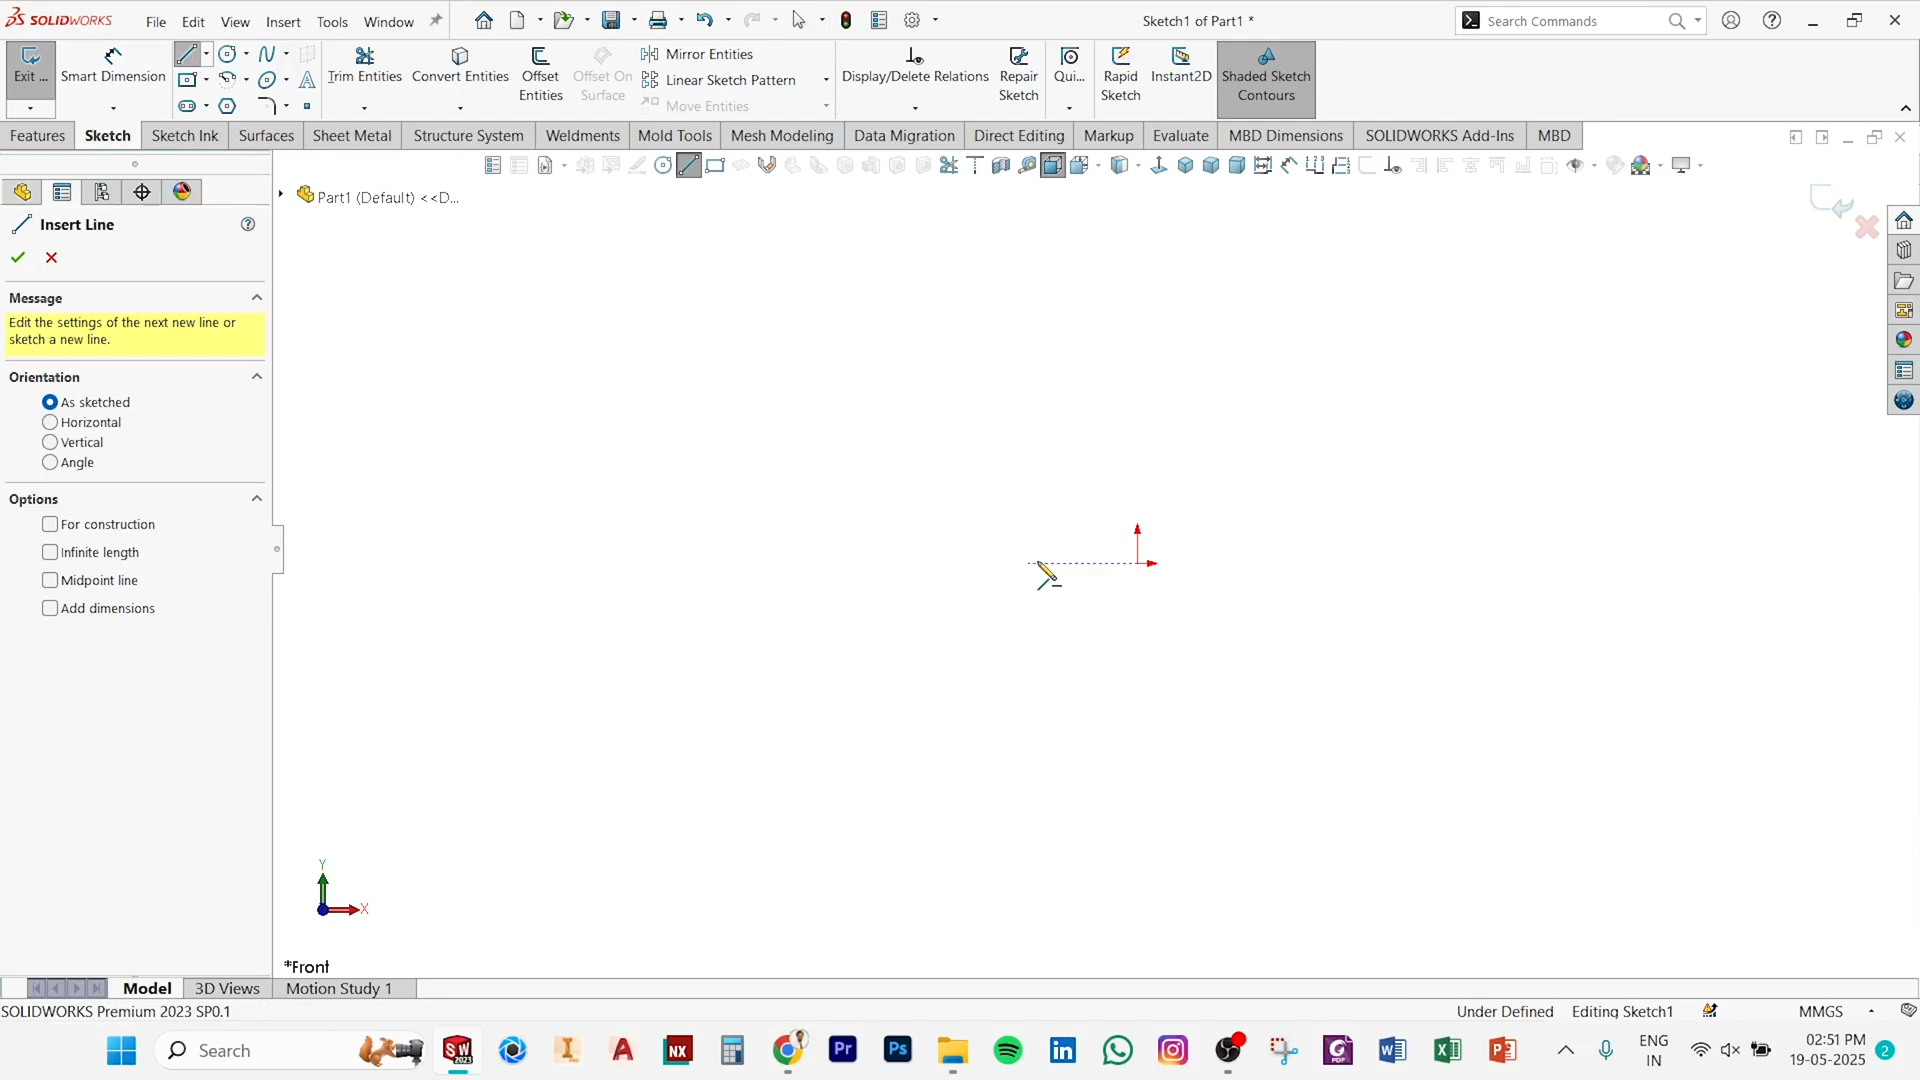 SOLIDWORKS File Edit View Insert Tools Window Sketch1 of Part1 * Search Commands
Exit ... Smart Dimension Trim Entities Convert Entities Offset Entities Offset On Surface Mirror Entities Linear Sketch Pattern Move Entities Display/Delete Relations Repair Sketch Qui... Rapid Sketch Instant2D Shaded Sketch Contours
Features Sketch Sketch Ink Surfaces Sheet Metal Structure System Weldments Mold Tools Mesh Modeling Data Migration Direct Editing Markup Evaluate MBD Dimensions SOLIDWORKS Add-Ins MBD
Part1 (Default) <<D...
Insert Line
Message
Edit the settings of the next new line or
sketch a new line.
Orientation
As sketched
Horizontal
Vertical
Angle
Options
For construction
Infinite length
Midpoint line
Add dimensions
Y
X
*Front
Model 3D Views Motion Study 1
SOLIDWORKS Premium 2023 SP0.1 Under Defined Editing Sketch1 MMGS
Search ENG IN 02:51 PM 19-05-2025 2